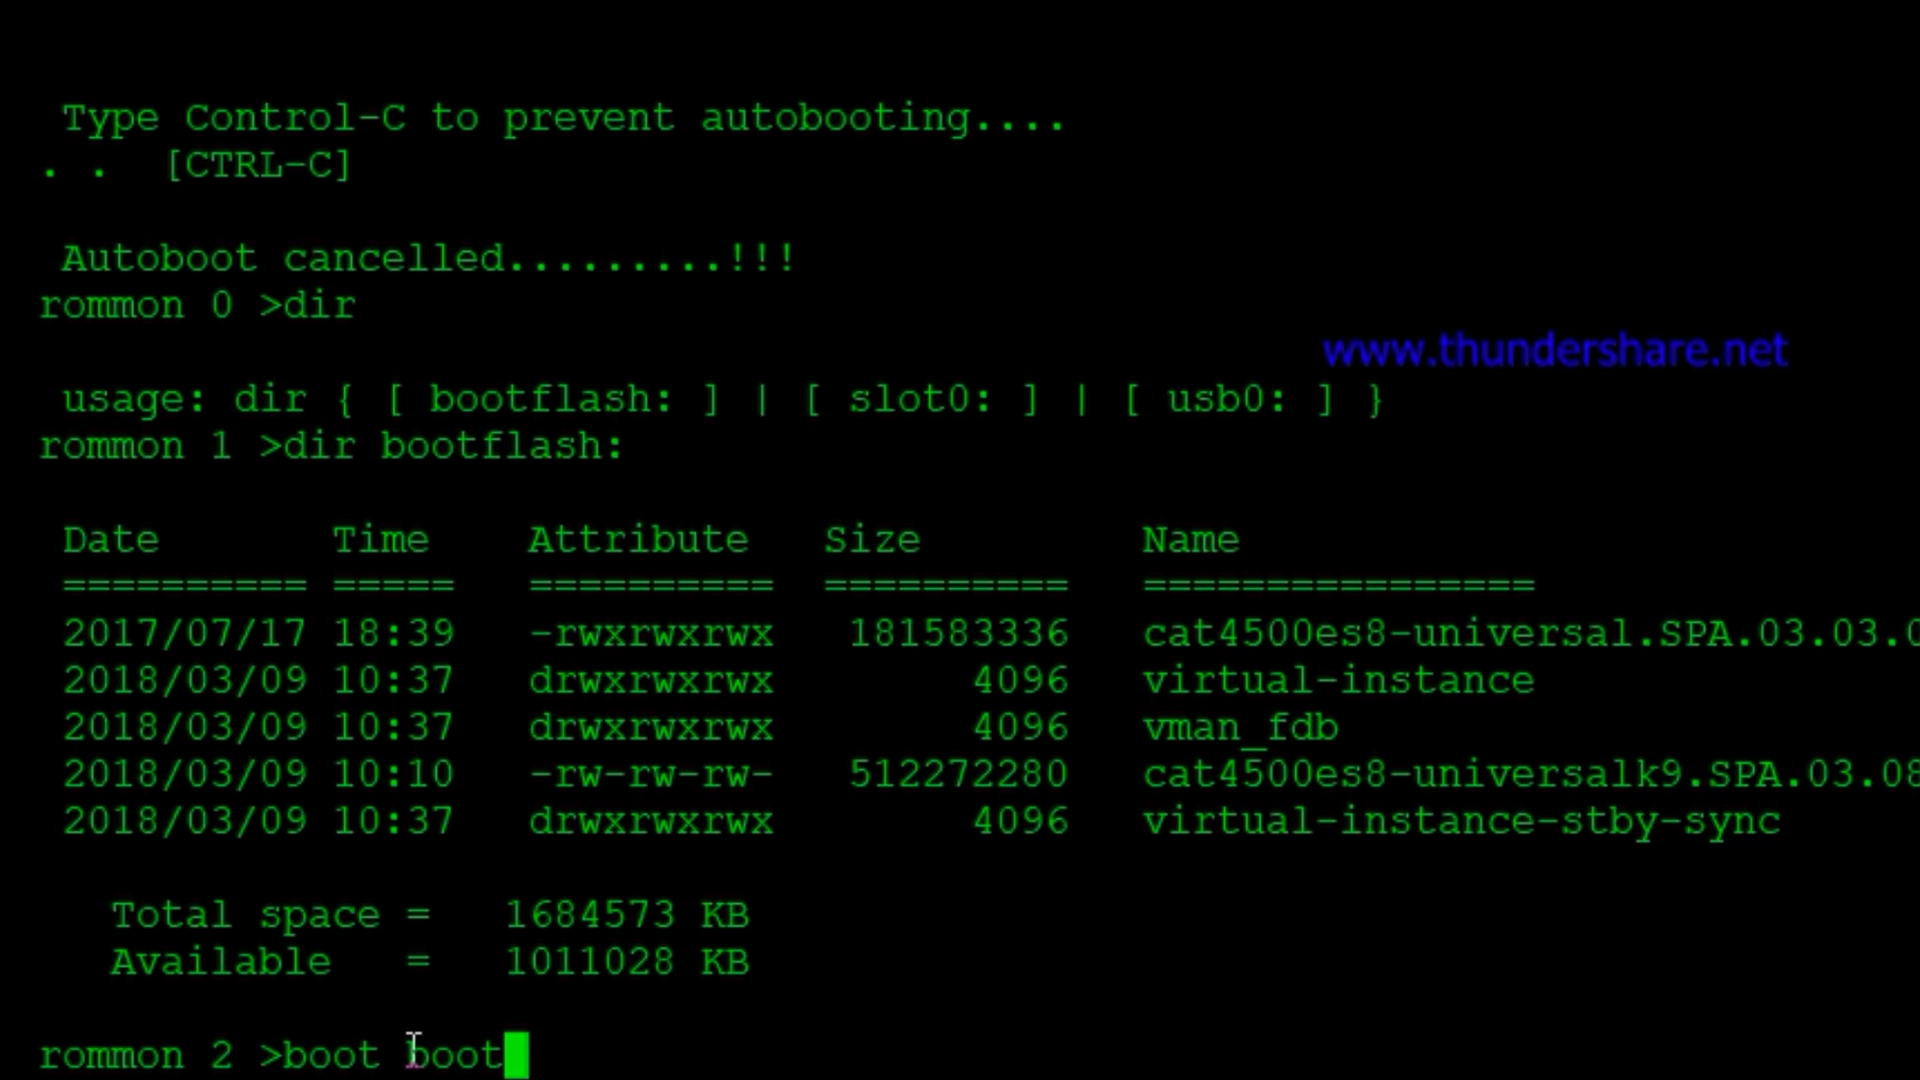 Type Control-C to prevent autobooting....
. . [CTRL-C]
Autoboot cancelled.........!!!
rommon 0 >dir
www.thundershare.net
usage: dir { [ bootflash: ] | [ slot0: ] | [ usb0: ] }
rommon 1 >dir bootflash:
Date Time Attribute Size Name
========== ===== ========== ========== ================
2017/07/17 18:39 -rwxrwxrwx 181583336 cat4500es8-universal.SPA.03.03.0
2018/03/09 10:37 drwxrwxrwx 4096 virtual-instance
2018/03/09 10:37 drwxrwxrwx 4096 vman_fdb
2018/03/09 10:10 -rw-rw-rw- 512272280 cat4500es8-universalk9.SPA.03.08
2018/03/09 10:37 drwxrwxrwx 4096 virtual-instance-stby-sync
Total space = 1684573 KB
Available = 1011028 KB
rommon 2 >boot boot